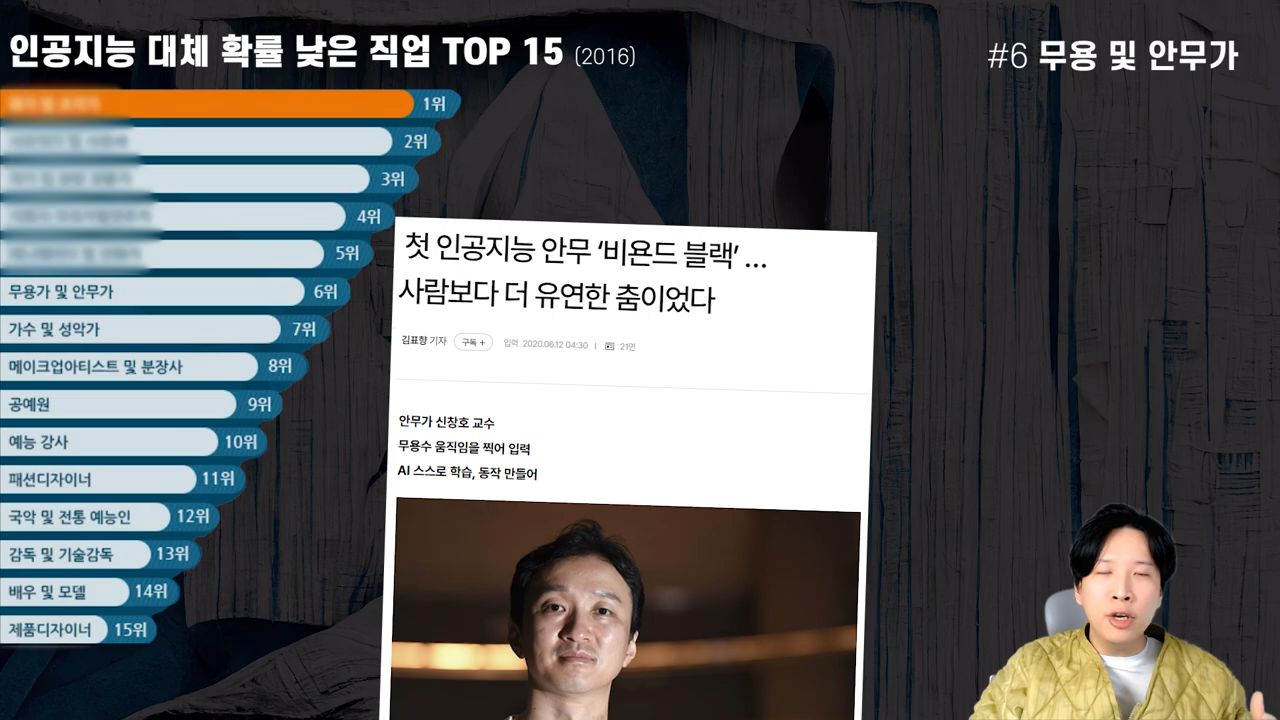 인공지능 대체 확률 낮은 직업 TOP 15 (2016)
#6 무용 및 안무가
1위
2위
3위
4위
5위
무용가 및 안무가 6위
가수 및 성악가 7위
메이크업아티스트 및 분장사 8위
공예원 9위
예능 강사 10위
패션디자이너 11위
국악 및 전통 예능인 12위
감독 및 기술감독 13위
배우 및 모델 14위
제품디자이너 15위
첫 인공지능 안무 ‘비욘드 블랙’ …
사람보다 더 유연한 춤이었다
김표향 기자 구독 + 입력 2020.06.12 04:30 | 21면
안무가 신창호 교수
무용수 움직임을 찍어 입력
AI 스스로 학습, 동작 만들어